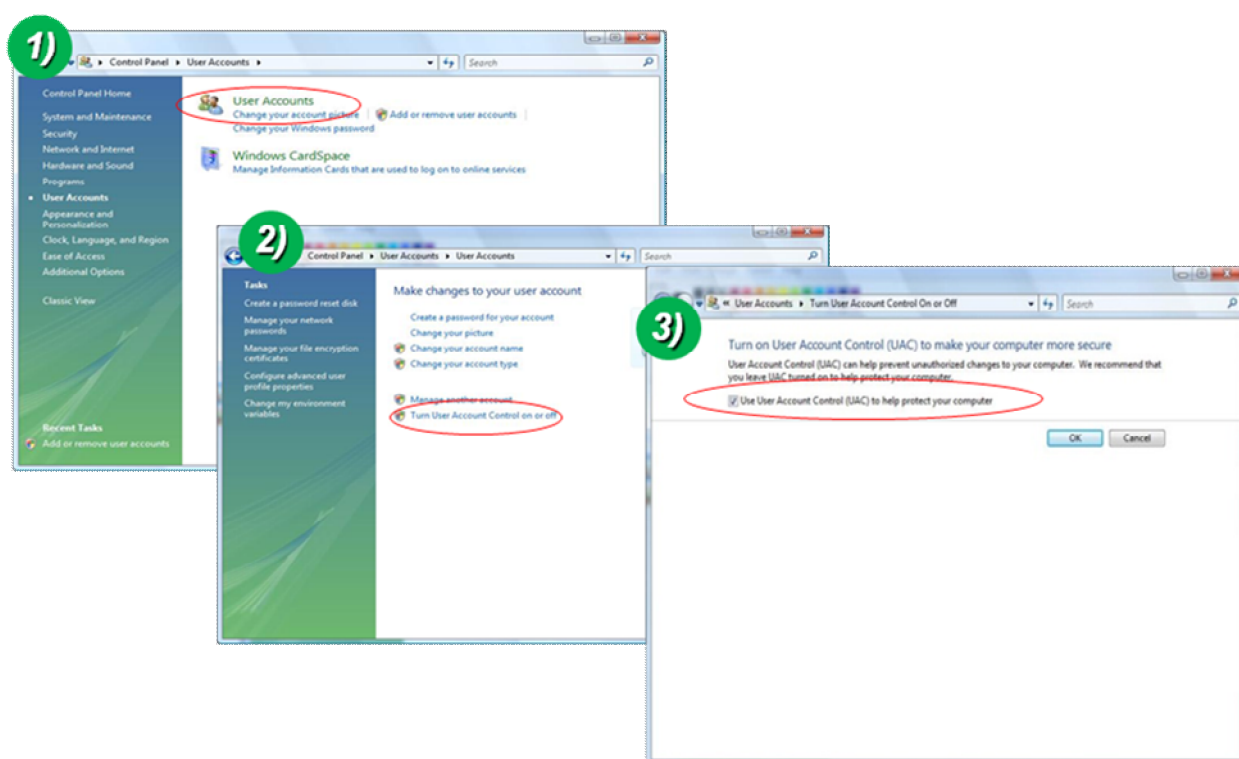 1)
Control Panel ▸ User Accounts ▸
Search
Control Panel Home
System and Maintenance
Security
Network and Internet
Hardware and Sound
Programs
User Accounts
Appearance and
Personalization
Clock, Language, and Region
Ease of Access
Additional Options
Classic View
User Accounts
Change your account picture
Add or remove user accounts
Change your Windows password
Windows CardSpace
Manage Information Cards that are used to log on to online services
2)
Control Panel ▸ User Accounts ▸ User Accounts
Search
Tasks
Create a password reset disk
Manage your network
passwords
Manage your file encryption
certificates
Configure advanced user
profile properties
Change my environment
variables
Recent Tasks
Add or remove user accounts
Make changes to your user account
Create a password for your account
Change your picture
Change your account name
Change your account type
Manage another account
Turn User Account Control on or off
3)
« User Accounts ▸ Turn User Account Control On or Off
Search
Turn on User Account Control (UAC) to make your computer more secure
User Account Control (UAC) can help prevent unauthorized changes to your computer. We recommend that
you leave UAC turned on to help protect your computer.
Use User Account Control (UAC) to help protect your computer
OK
Cancel